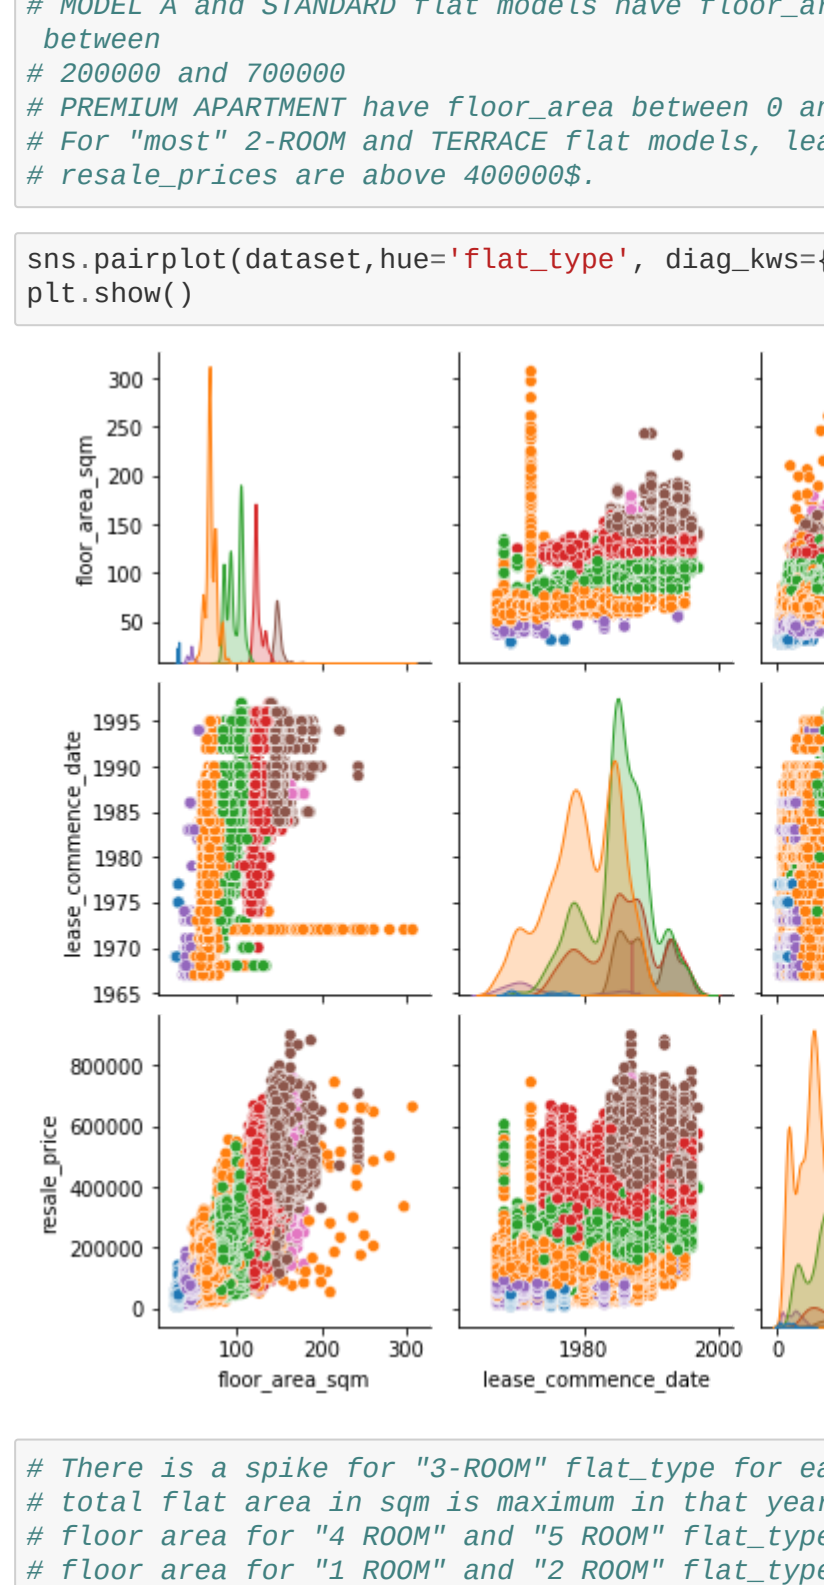 # MODEL A and STANDARD flat models have
between
# 200000 and 700000
# PREMIUM APARTMENT have floor_area between 0
# For "most" 2-ROOM and TERRACE flat models,
# resale_prices are above 400000$.
sns.pairplot(dataset,hue='flat_type', diag_kws={
plt.show()
300
250
200
150
100
50
floor_area_sqm
1995
1990
1985
1980
1975
1970
1965
lease_commence_date
800000
600000
400000
200000
0
resale_price
100 200 300
1980 2000
0
floor_area_sqm
lease_commence_date
# There is a spike for "3-ROOM" flat_type for
# total flat area in sqm is maximum in that year
# floor area for "4 ROOM" and "5 ROOM" flat_type
# floor area for "1 ROOM" and "2 ROOM" flat_type